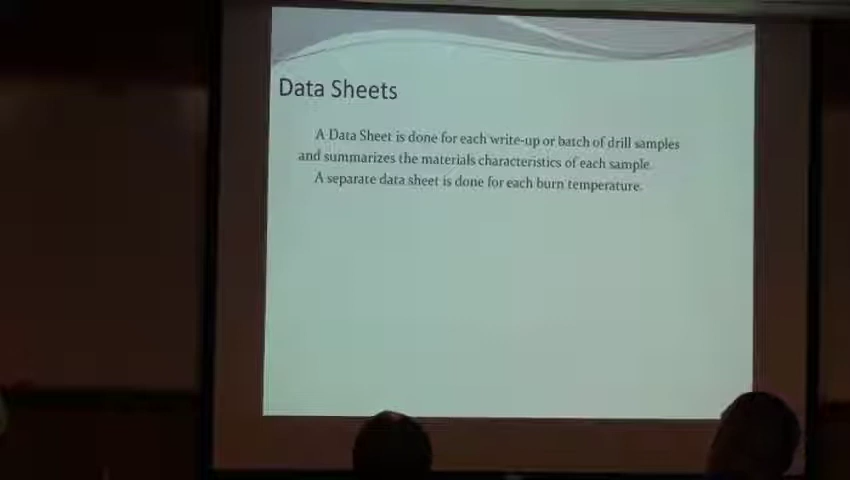 Data Sheets
A Data Sheet is done for each write-up or batch of drill samples
and summarizes the materials characteristics of each sample.
A separate data sheet is done for each burn temperature.